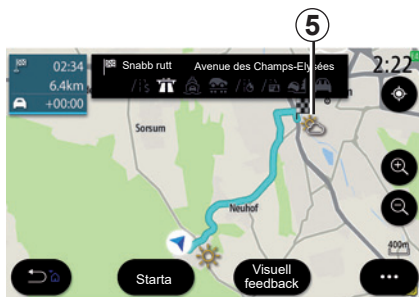 5
02:34
6.4km
+00:00
Snabb rutt
Avenue des Champs-Elysées
2:22
Sorsum
Neuhof
400m
Starta
Visuell
feedback